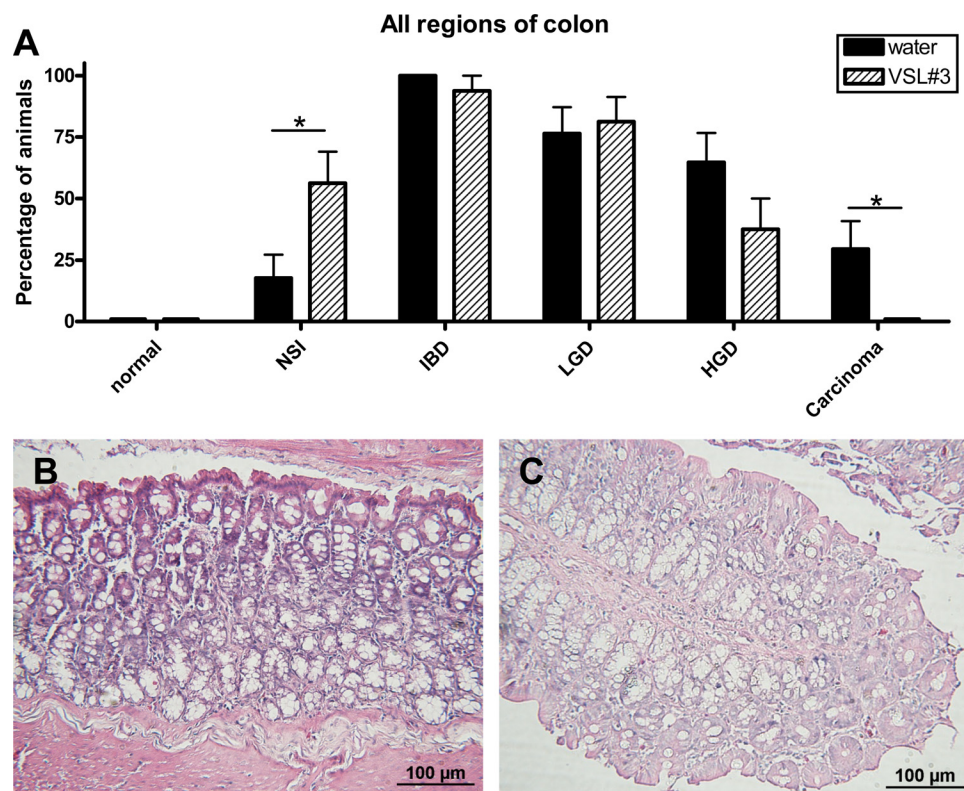 All regions of colon
A
water
VSL#3
Percentage of animals
100
75
50
25
0
*
*
normal
NSI
IBD
LGD
HGD
Carcinoma
B
100 µm
C
100 µm